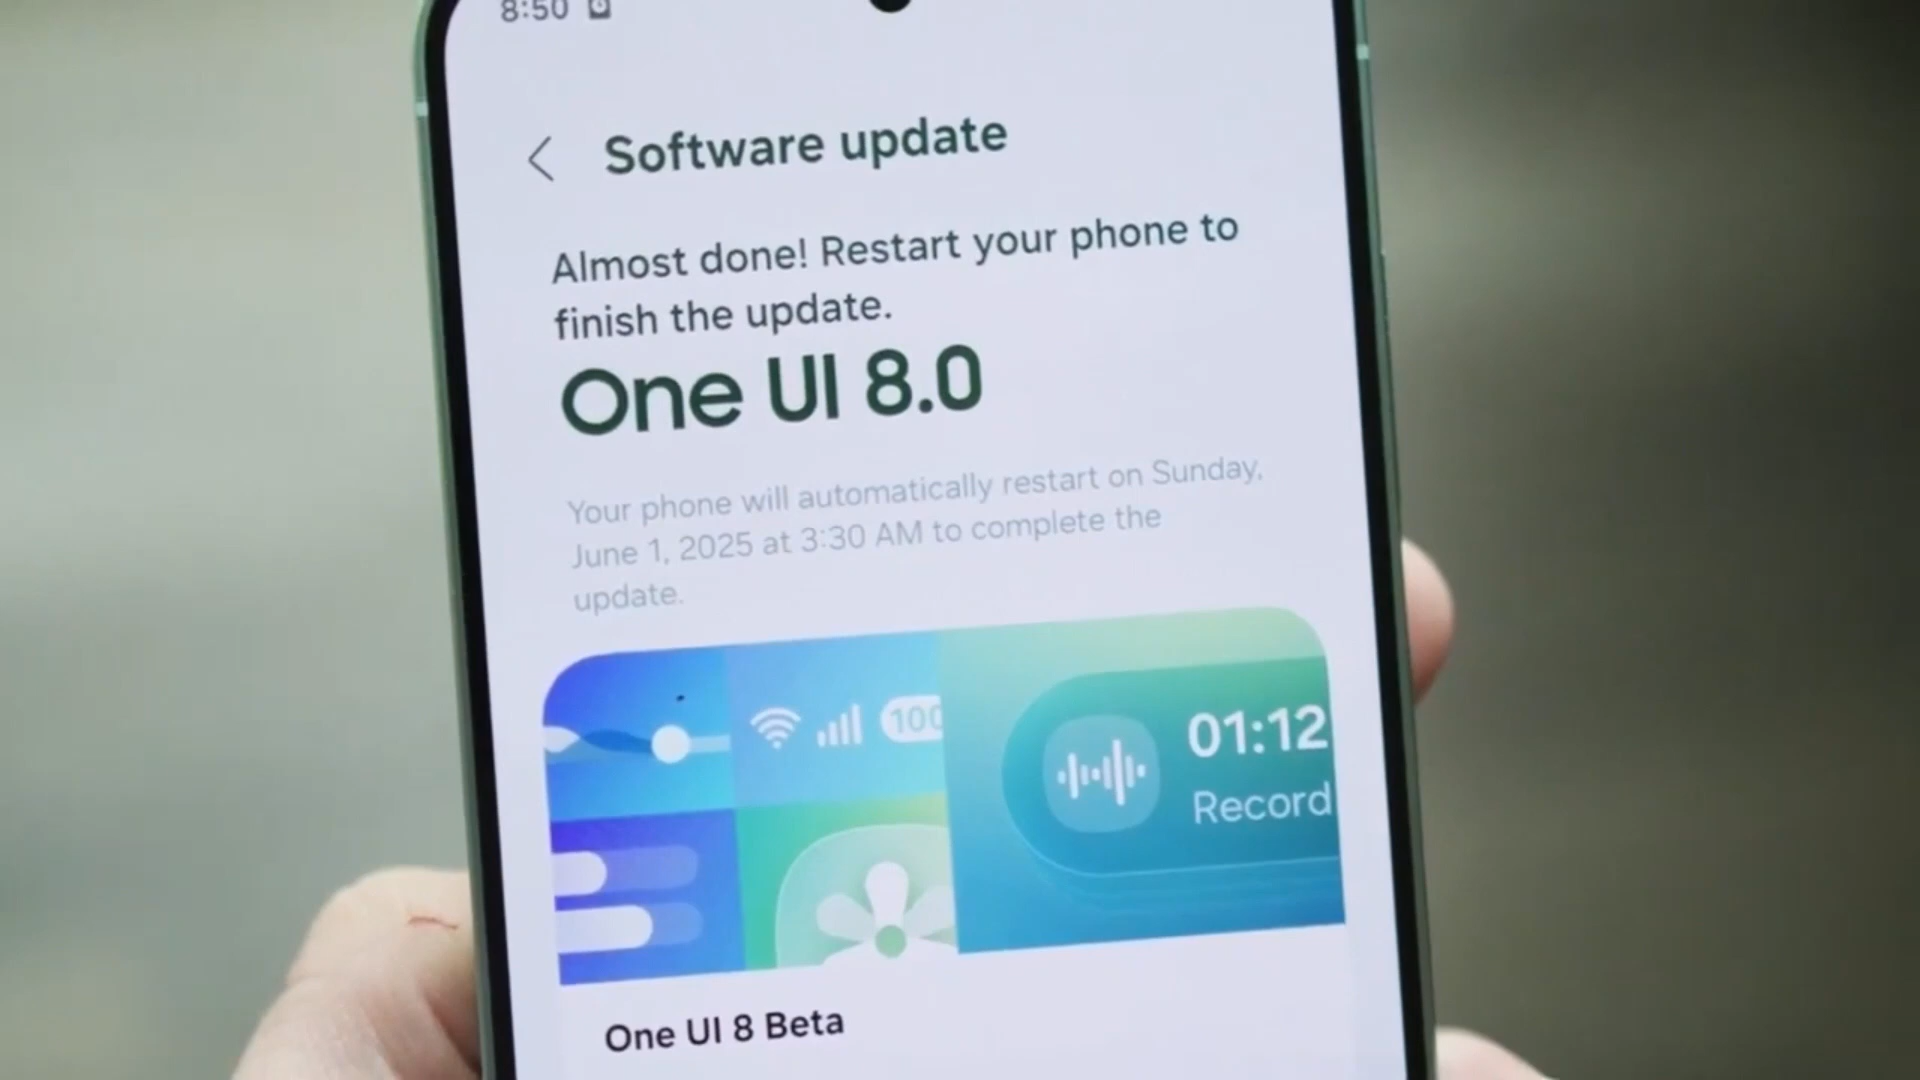 8:50
Software update
Almost done! Restart your phone to
finish the update.
One UI 8.0
Your phone will automatically restart on Sunday,
June 1, 2025 at 3:30 AM to complete the
update.
100
01:12
Record
One UI 8 Beta